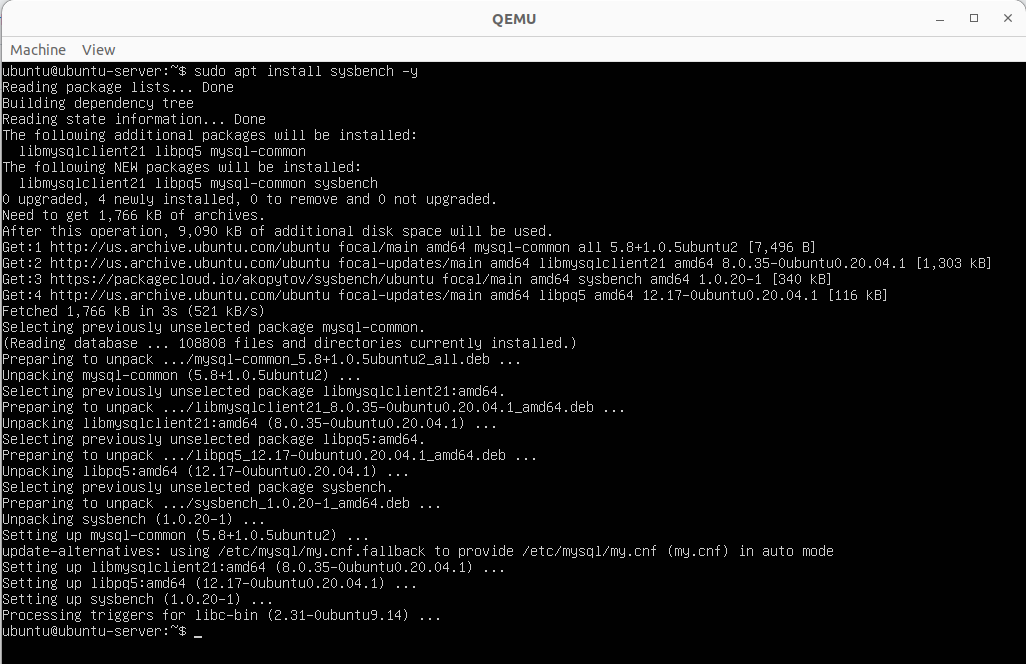 QEMU
Machine View
ubuntu@ubuntu-server:~$ sudo apt install sysbench -y
Reading package lists... Done
Building dependency tree
Reading state information... Done
The following additional packages will be installed:
  libmysqlclient21 libpq5 mysql-common
The following NEW packages will be installed:
  libmysqlclient21 libpq5 mysql-common sysbench
0 upgraded, 4 newly installed, 0 to remove and 0 not upgraded.
Need to get 1,766 kB of archives.
After this operation, 9,090 kB of additional disk space will be used.
Get:1 http://us.archive.ubuntu.com/ubuntu focal/main amd64 mysql-common all 5.8+1.0.5ubuntu2 [7,496 B]
Get:2 http://us.archive.ubuntu.com/ubuntu focal-updates/main amd64 libmysqlclient21 amd64 8.0.35-0ubuntu0.20.04.1 [1,303 kB]
Get:3 https://packagecloud.io/akopytov/sysbench/ubuntu focal/main amd64 sysbench amd64 1.0.20-1 [340 kB]
Get:4 http://us.archive.ubuntu.com/ubuntu focal-updates/main amd64 libpq5 amd64 12.17-0ubuntu0.20.04.1 [116 kB]
Fetched 1,766 kB in 3s (521 kB/s)
Selecting previously unselected package mysql-common.
(Reading database ... 108808 files and directories currently installed.)
Preparing to unpack .../mysql-common_5.8+1.0.5ubuntu2_all.deb ...
Unpacking mysql-common (5.8+1.0.5ubuntu2) ...
Selecting previously unselected package libmysqlclient21:amd64.
Preparing to unpack .../libmysqlclient21_8.0.35-0ubuntu0.20.04.1_amd64.deb ...
Unpacking libmysqlclient21:amd64 (8.0.35-0ubuntu0.20.04.1) ...
Selecting previously unselected package libpq5:amd64.
Preparing to unpack .../libpq5_12.17-0ubuntu0.20.04.1_amd64.deb ...
Unpacking libpq5:amd64 (12.17-0ubuntu0.20.04.1) ...
Selecting previously unselected package sysbench.
Preparing to unpack .../sysbench_1.0.20-1_amd64.deb ...
Unpacking sysbench (1.0.20-1) ...
Setting up mysql-common (5.8+1.0.5ubuntu2) ...
update-alternatives: using /etc/mysql/my.cnf.fallback to provide /etc/mysql/my.cnf (my.cnf) in auto mode
Setting up libmysqlclient21:amd64 (8.0.35-0ubuntu0.20.04.1) ...
Setting up libpq5:amd64 (12.17-0ubuntu0.20.04.1) ...
Setting up sysbench (1.0.20-1) ...
Processing triggers for libc-bin (2.31-0ubuntu9.14) ...
ubuntu@ubuntu-server:~$ _